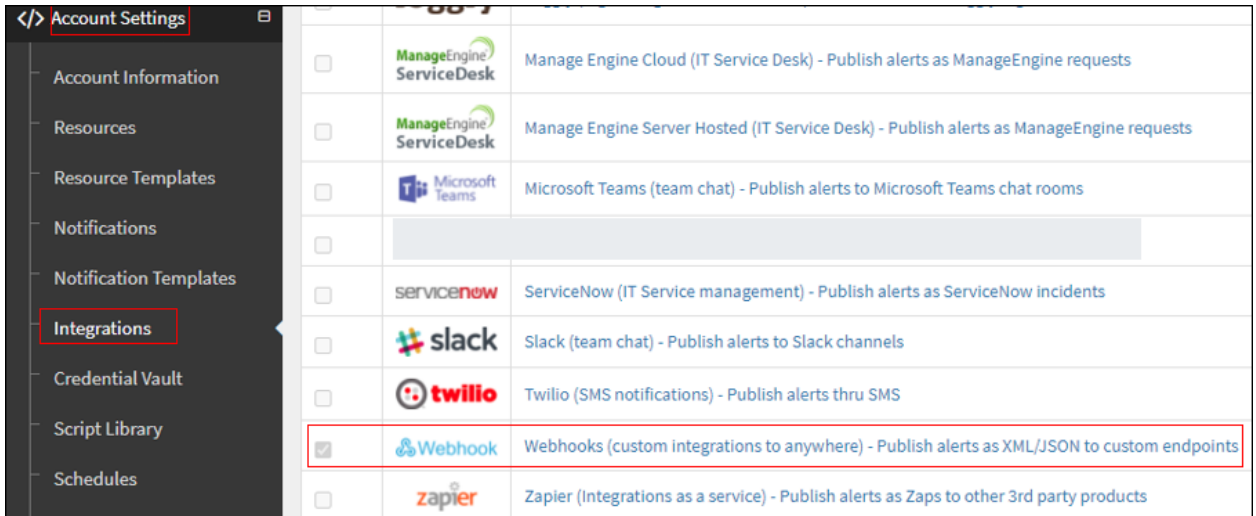 </> Account Settings
Account Information
Resources
Resource Templates
Notifications
Notification Templates
Integrations
Credential Vault
Script Library
Schedules
ManageEngine
ServiceDesk
Manage Engine Cloud (IT Service Desk) - Publish alerts as ManageEngine requests
ManageEngine
ServiceDesk
Manage Engine Server Hosted (IT Service Desk) - Publish alerts as ManageEngine requests
Microsoft
Teams
Microsoft Teams (team chat) - Publish alerts to Microsoft Teams chat rooms
servicenow
ServiceNow (IT Service management) - Publish alerts as ServiceNow incidents
slack
Slack (team chat) - Publish alerts to Slack channels
twilio
Twilio (SMS notifications) - Publish alerts thru SMS
Webhook
Webhooks (custom integrations to anywhere) - Publish alerts as XML/JSON to custom endpoints
zapier
Zapier (Integrations as a service) - Publish alerts as Zaps to other 3rd party products